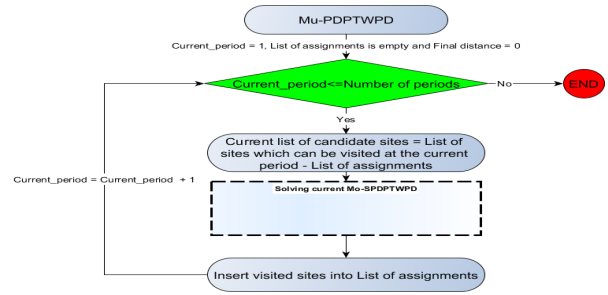 Mu-PDPTWPD
Current_period = 1, List of assignments is empty and Final distance = 0
Current_period<=Number of periods
No
END
Yes
Current list of candidate sites = List of
sites which can be visited at the current
period - List of assignments
Solving current Mo-SPDPTWPD
Current_period = Current_period + 1
Insert visited sites into List of assignments